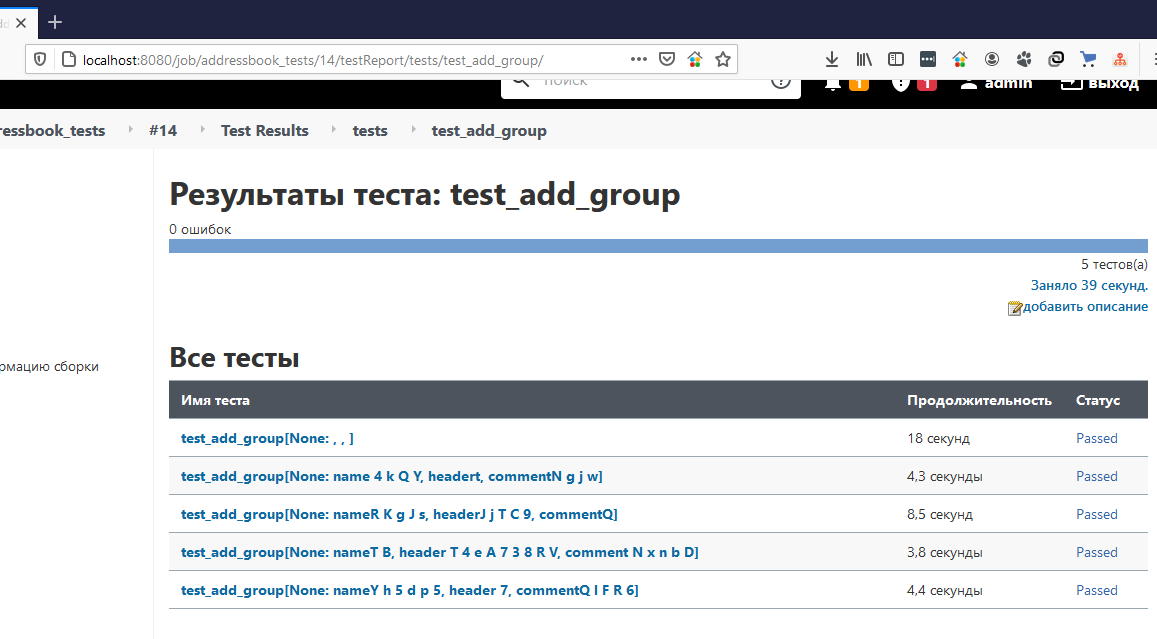 localhost:8080/job/addressbook_tests/14/testReport/tests/test_add_group/
поиск 1 1 admin выход
ressbook_tests #14 Test Results tests test_add_group
Результаты теста: test_add_group
0 ошибок
5 тестов(а)
Заняло 39 секунд.
добавить описание
рмацию сборки
Все тесты
Имя теста Продолжительность Статус
test_add_group[None: , , ] 18 секунд Passed
test_add_group[None: name 4 k Q Y, headert, commentN g j w] 4,3 секунды Passed
test_add_group[None: nameR K g J s, headerJ j T C 9, commentQ] 8,5 секунд Passed
test_add_group[None: nameT B, header T 4 e A 7 3 8 R V, comment N x n b D] 3,8 секунды Passed
test_add_group[None: nameY h 5 d p 5, header 7, commentQ l F R 6] 4,4 секунды Passed